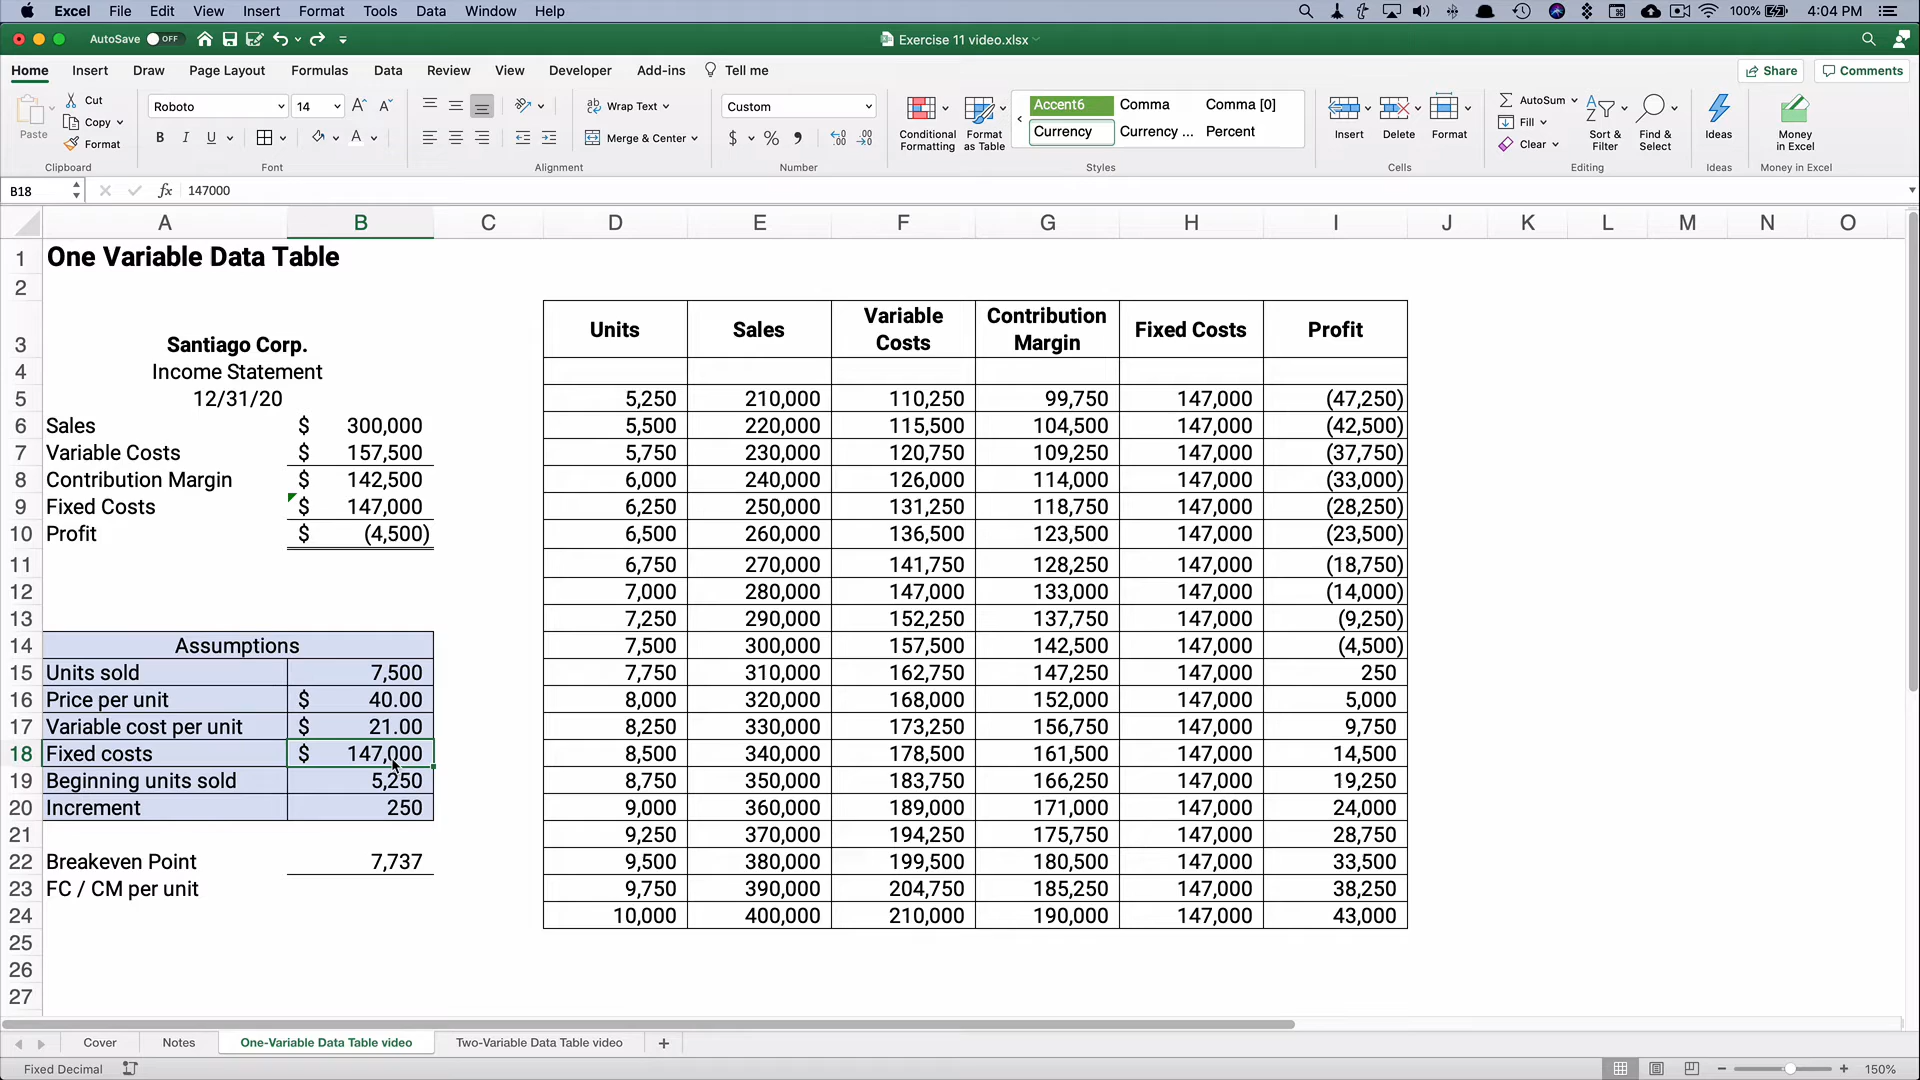 Excel File Edit View Insert Format Tools Data Window Help 100% 4:04 PM
AutoSave OFF Exercise 11 video.xlsx
Home Insert Draw Page Layout Formulas Data Review View Developer Add-ins Tell me Share Comments
Paste Cut Copy Format
Clipboard
Roboto 14
B I U A
Font
Wrap Text
Merge & Center
Alignment
Custom
$ %
Number
Conditional Formatting
Format as Table
Accent6 Comma Comma [0]
Currency Currency ... Percent
Styles
Insert Delete Format
Cells
AutoSum
Fill
Clear
Sort & Filter
Find & Select
Editing
Ideas
Ideas
Money in Excel
Money in Excel
B18 fx 147000
A B C D E F G H I J K L M N O
1 One Variable Data Table
2
3 Santiago Corp. Units Sales Variable Costs Contribution Margin Fixed Costs Profit
4 Income Statement
5 12/31/20 5,250 210,000 110,250 99,750 147,000 (47,250)
6 Sales $ 300,000 5,500 220,000 115,500 104,500 147,000 (42,500)
7 Variable Costs $ 157,500 5,750 230,000 120,750 109,250 147,000 (37,750)
8 Contribution Margin $ 142,500 6,000 240,000 126,000 114,000 147,000 (33,000)
9 Fixed Costs $ 147,000 6,250 250,000 131,250 118,750 147,000 (28,250)
10 Profit $ (4,500) 6,500 260,000 136,500 123,500 147,000 (23,500)
11 6,750 270,000 141,750 128,250 147,000 (18,750)
12 7,000 280,000 147,000 133,000 147,000 (14,000)
13 7,250 290,000 152,250 137,750 147,000 (9,250)
14 Assumptions 7,500 300,000 157,500 142,500 147,000 (4,500)
15 Units sold 7,500 7,750 310,000 162,750 147,250 147,000 250
16 Price per unit $ 40.00 8,000 320,000 168,000 152,000 147,000 5,000
17 Variable cost per unit $ 21.00 8,250 330,000 173,250 156,750 147,000 9,750
18 Fixed costs $ 147,000 8,500 340,000 178,500 161,500 147,000 14,500
19 Beginning units sold 5,250 8,750 350,000 183,750 166,250 147,000 19,250
20 Increment 250 9,000 360,000 189,000 171,000 147,000 24,000
21 9,250 370,000 194,250 175,750 147,000 28,750
22 Breakeven Point 7,737 9,500 380,000 199,500 180,500 147,000 33,500
23 FC / CM per unit 9,750 390,000 204,750 185,250 147,000 38,250
24 10,000 400,000 210,000 190,000 147,000 43,000
25
26
27
Cover Notes One-Variable Data Table video Two-Variable Data Table video +
Fixed Decimal 150%